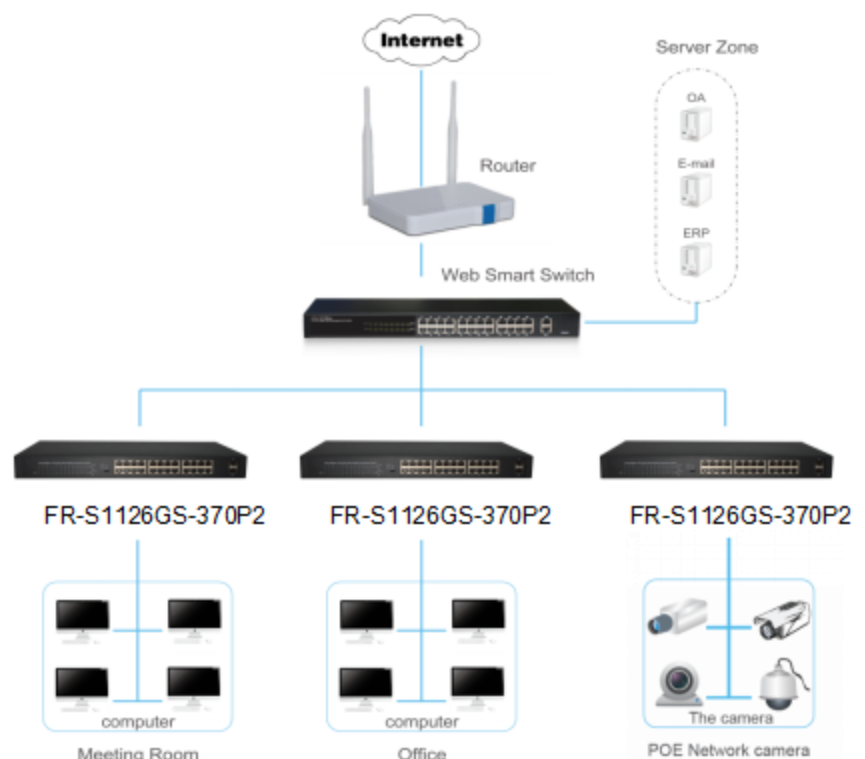 Internet
Server Zone
OA
Router
E-mail
ERP
Web Smart Switch
FR-S1126GS-370P2
FR-S1126GS-370P2
FR-S1126GS-370P2
computer
computer
The camera
Meeting Room
Office
POE Network camera